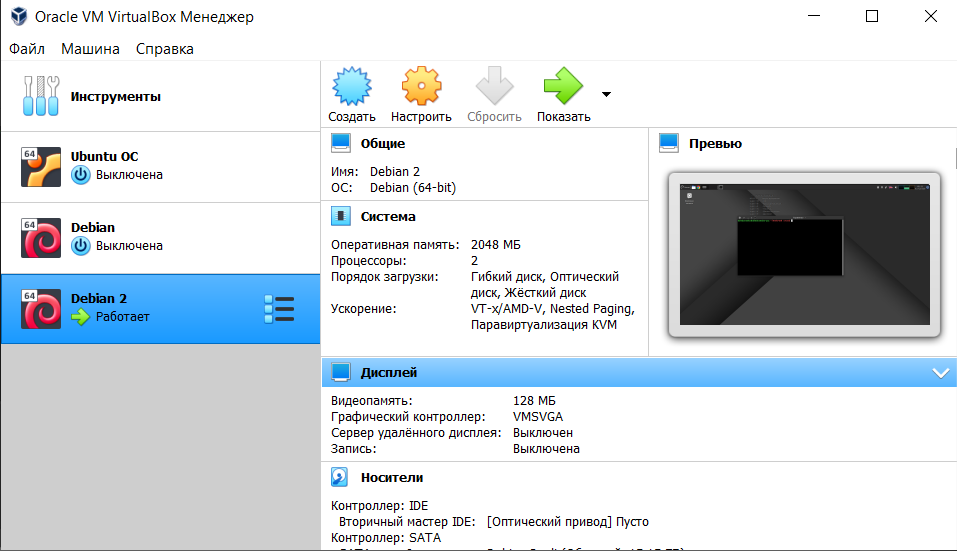 Oracle VM VirtualBox Менеджер
Файл Машина Справка
Инструменты
64
Ubuntu ОС
Выключена
64
Debian
Выключена
64
Debian 2
Работает
Создать Настроить Сбросить Показать
Общие
Имя: Debian 2
ОС: Debian (64-bit)
Превью
Система
Оперативная память: 2048 МБ
Процессоры: 2
Порядок загрузки: Гибкий диск, Оптический
диск, Жёсткий диск
Ускорение: VT-x/AMD-V, Nested Paging,
Паравиртуализация KVM
Дисплей
Видеопамять: 128 МБ
Графический контроллер: VMSVGA
Сервер удалённого дисплея: Выключен
Запись: Выключена
Носители
Контроллер: IDE
Вторичный мастер IDE: [Оптический привод] Пусто
Контроллер: SATA